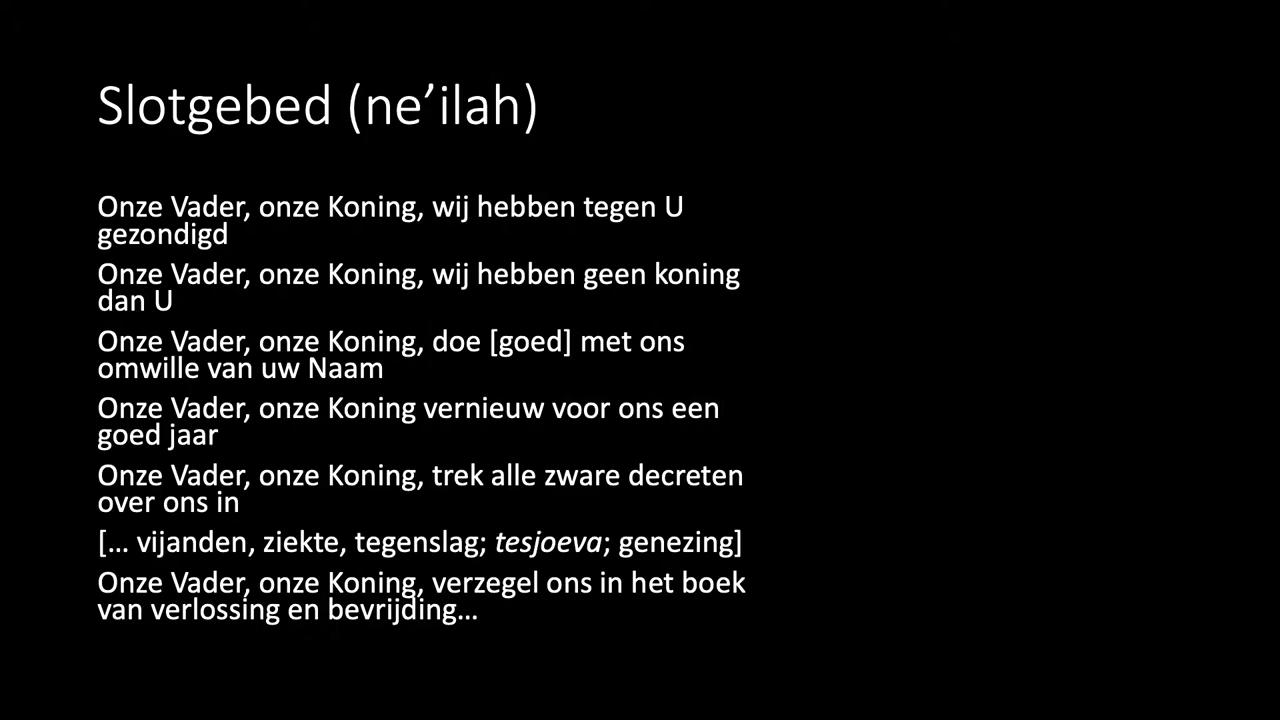 Slotgebed (ne’ilah)
Onze Vader, onze Koning, wij hebben tegen U
gezondigd
Onze Vader, onze Koning, wij hebben geen koning
dan U
Onze Vader, onze Koning, doe [goed] met ons
omwille van uw Naam
Onze Vader, onze Koning vernieuw voor ons een
goed jaar
Onze Vader, onze Koning, trek alle zware decreten
over ons in
[… vijanden, ziekte, tegenslag; tesjoeva; genezing]
Onze Vader, onze Koning, verzegel ons in het boek
van verlossing en bevrijding…